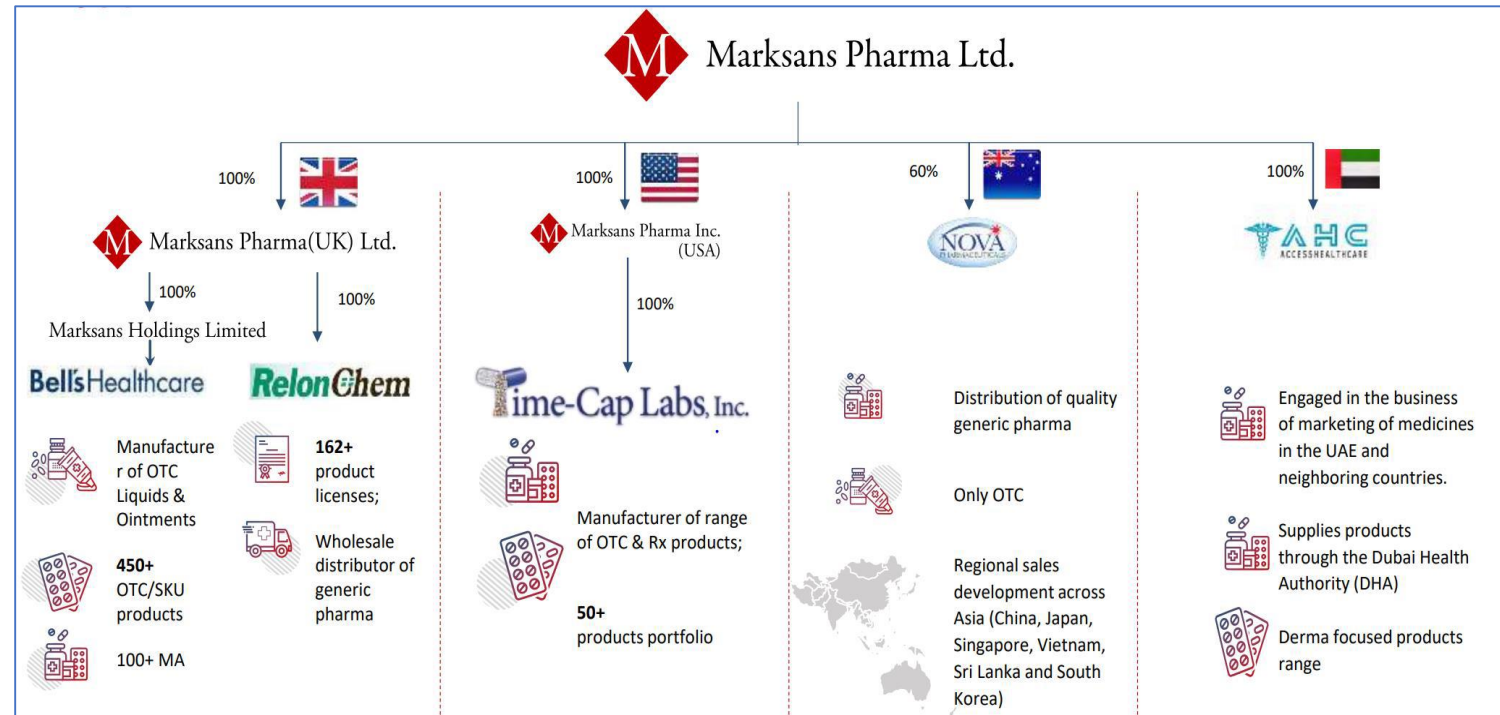 M
Marksans Pharma Ltd.
100%
M
Marksans Pharma(UK) Ltd.
100%
Marksans Holdings Limited
Bell's Healthcare
Manufacture
r of OTC
Liquids &
Ointments
450+
OTC/SKU
products
100+ MA
100%
RelonChem
162+
product
licenses;
Wholesale
distributor of
generic
pharma
100%
M
Marksans Pharma Inc.
(USA)
100%
Time-Cap Labs, Inc.
Manufacturer of range
of OTC & Rx products;
50+
products portfolio
60%
NOVA
PHARMACEUTICALS
Distribution of quality
generic pharma
Only OTC
Regional sales
development across
Asia (China, Japan,
Singapore, Vietnam,
Sri Lanka and South
Korea)
100%
AHC
ACCESSHEALTHCARE
Engaged in the business
of marketing of medicines
in the UAE and
neighboring countries.
Supplies products
through the Dubai Health
Authority (DHA)
Derma focused products
range